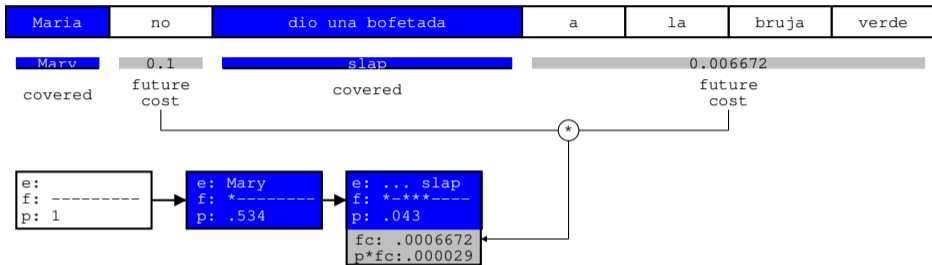 Maria no dio una bofetada a la bruja verde
Mary 0.1 slap 0.006672
covered future cost covered future cost
*
e:
f: ---------
p: 1
e: Mary
f: *--------
p: .534
e: ... slap
f: *-***----
p: .043
fc: .0006672
p*fc:.000029